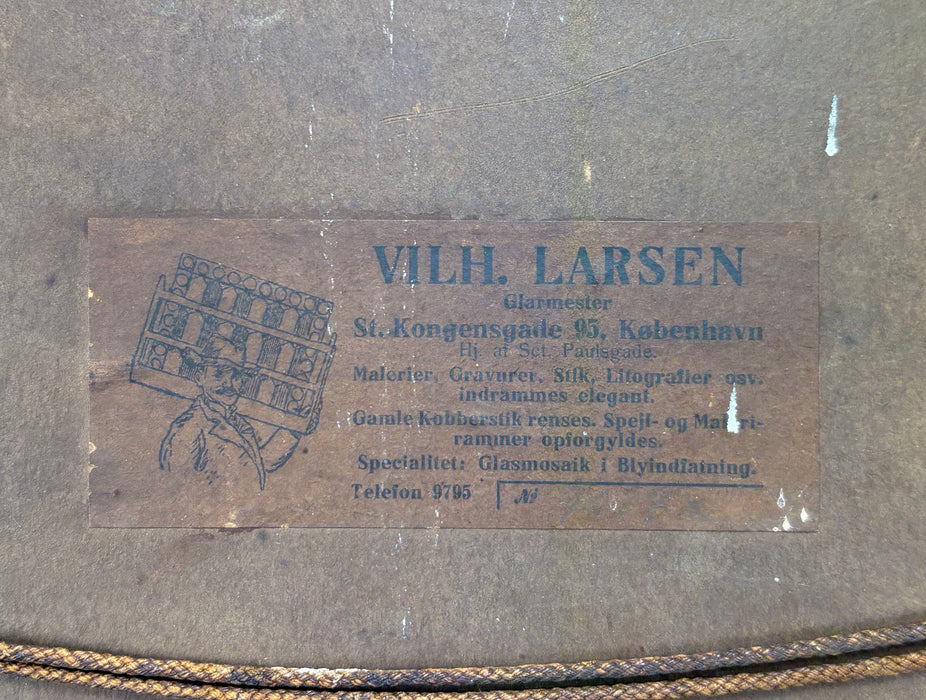 VILH. LARSEN
Glarmester
St. Kongensgade 95, København
Hj. af Sct. Paulsgade.
Malerier, Gravurer, Stik, Litografier osv.
indrammes elegant.
Gamle Kobberstik renses. Spejl- og Maleri-
rammer opforgyldes.
Specialitet: Glasmosaik i Blyindfatning.
Telefon 9795
No